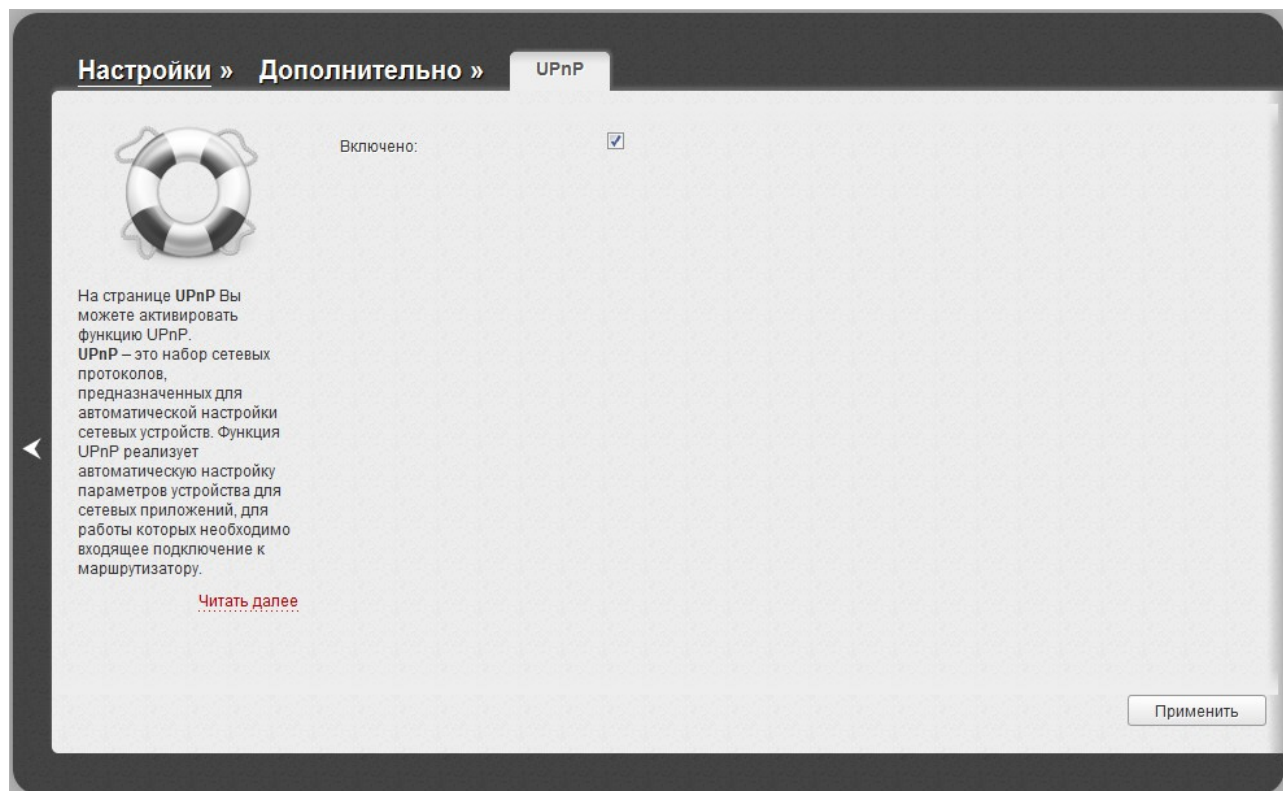 Настройки » Дополнительно » UPnP
Включено:
На странице UPnP Вы
можете активировать
функцию UPnP.
UPnP – это набор сетевых
протоколов,
предназначенных для
автоматической настройки
сетевых устройств. Функция
UPnP реализует
автоматическую настройку
параметров устройства для
сетевых приложений, для
работы которых необходимо
входящее подключение к
маршрутизатору.
Читать далее
Применить